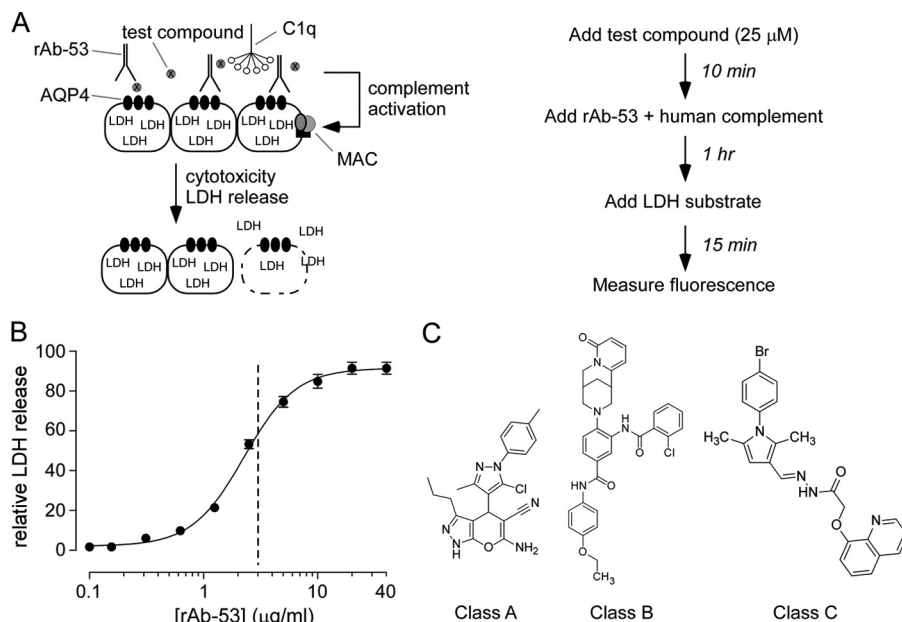 A
rAb-53
test compound
C1q
AQP4
complement
activation
LDH LDH LDH LDH LDH LDH
LDH LDH LDH
MAC
cytotoxicity
LDH release
LDH LDH
LDH LDH LDH LDH LDH LDH
LDH LDH
Add test compound (25 μM)
10 min
Add rAb-53 + human complement
1 hr
Add LDH substrate
15 min
Measure fluorescence
B
relative LDH release
100
80
60
40
20
0
0.1 1 10 40
[rAb-53] (μg/ml)
C
N
N
Cl
CN
N
N
H
O
NH2
Class A
O
N
N
H
N
O
Cl
O
NH
O
CH3
Class B
Br
H3C
N
CH3
N
N
H
O
O
N
Class C